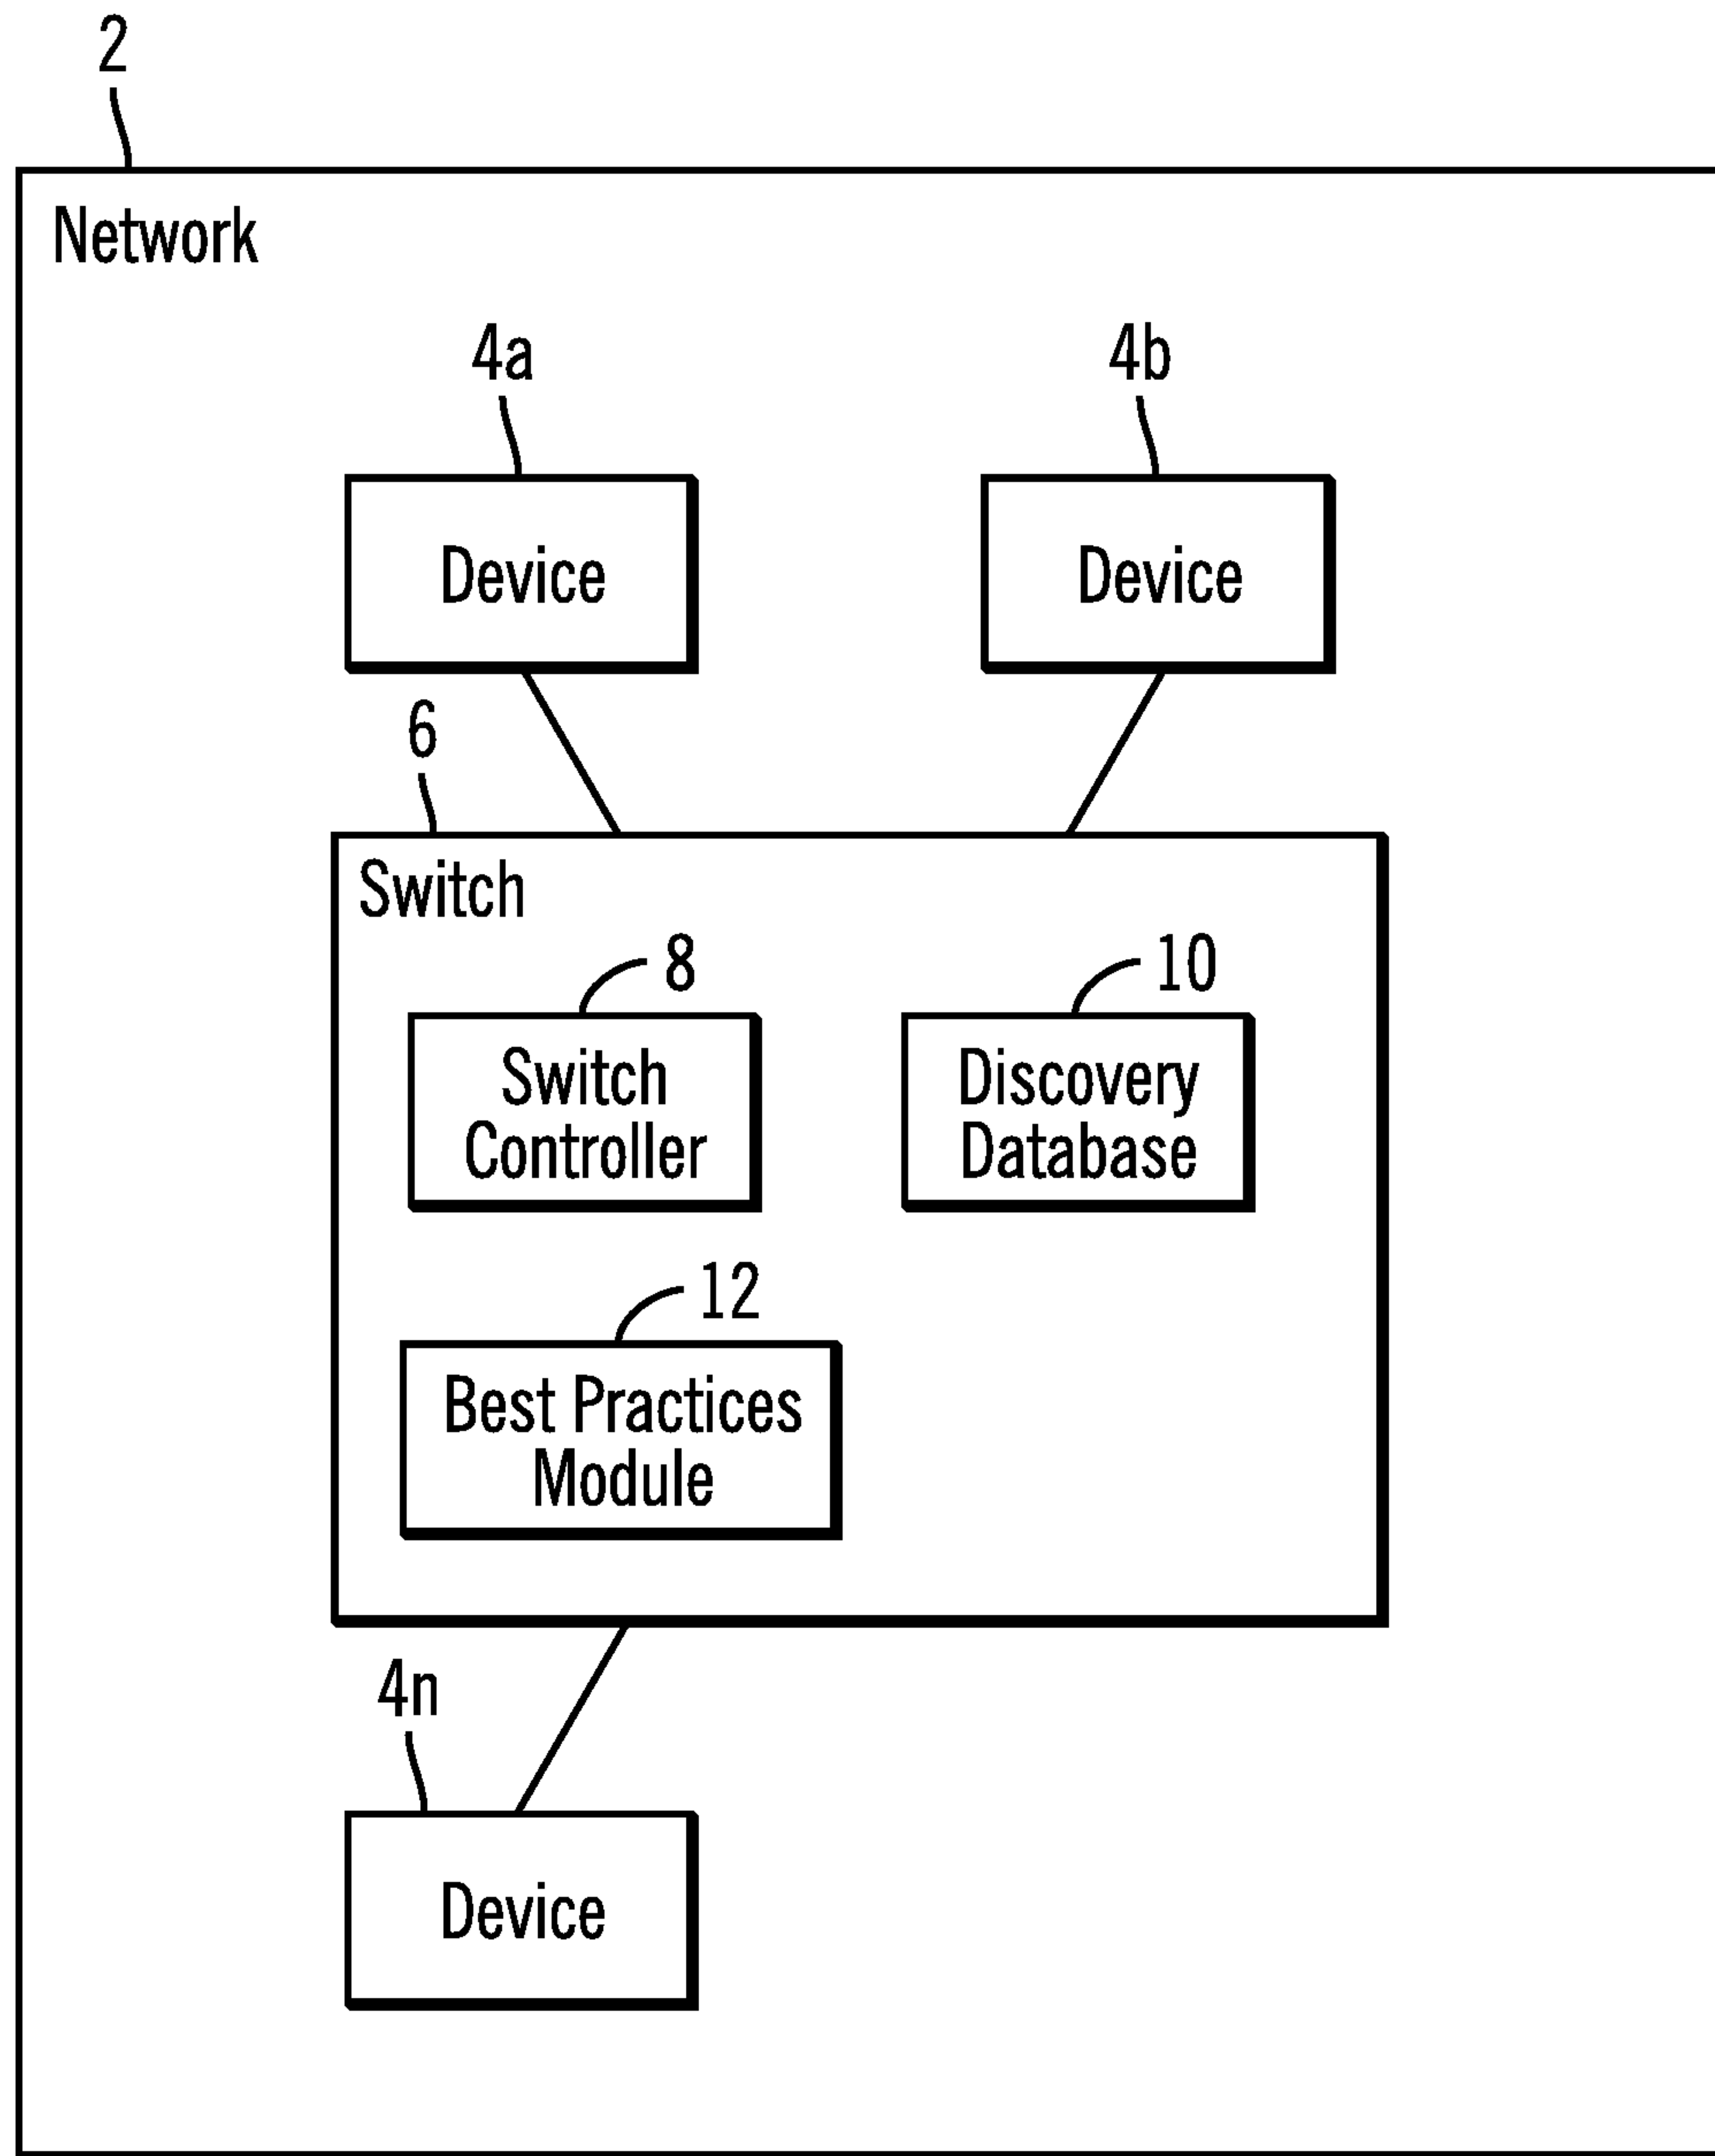 2
Network
4a
4b
Device
Device
6
Switch
8
10
Switch
Controller
Discovery
Database
12
Best Practices
Module
4n
Device